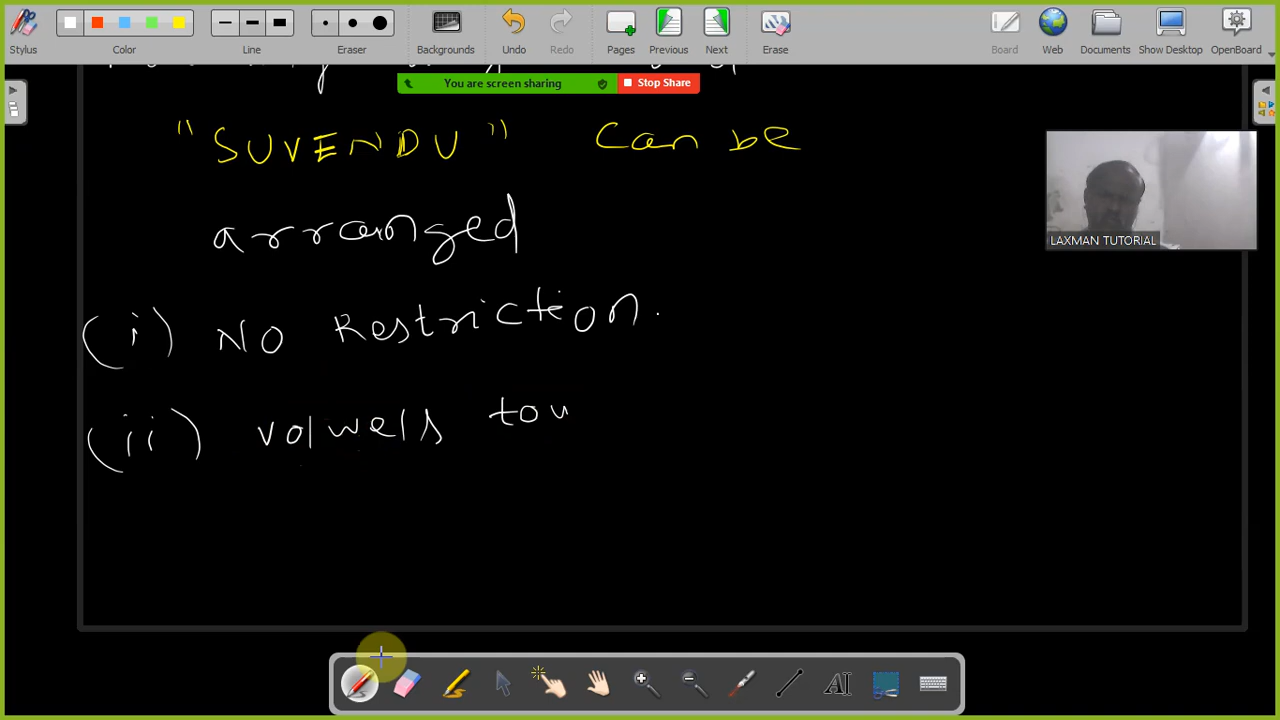 Stylus Color Line Eraser Backgrounds Undo Redo Pages Previous Next Erase Board Web Documents Show Desktop OpenBoard
You are screen sharing Stop Share
"SUVENDU" can be
arranged
(i) NO Restriction.
(ii) volwels tow
LAXMAN TUTORIAL